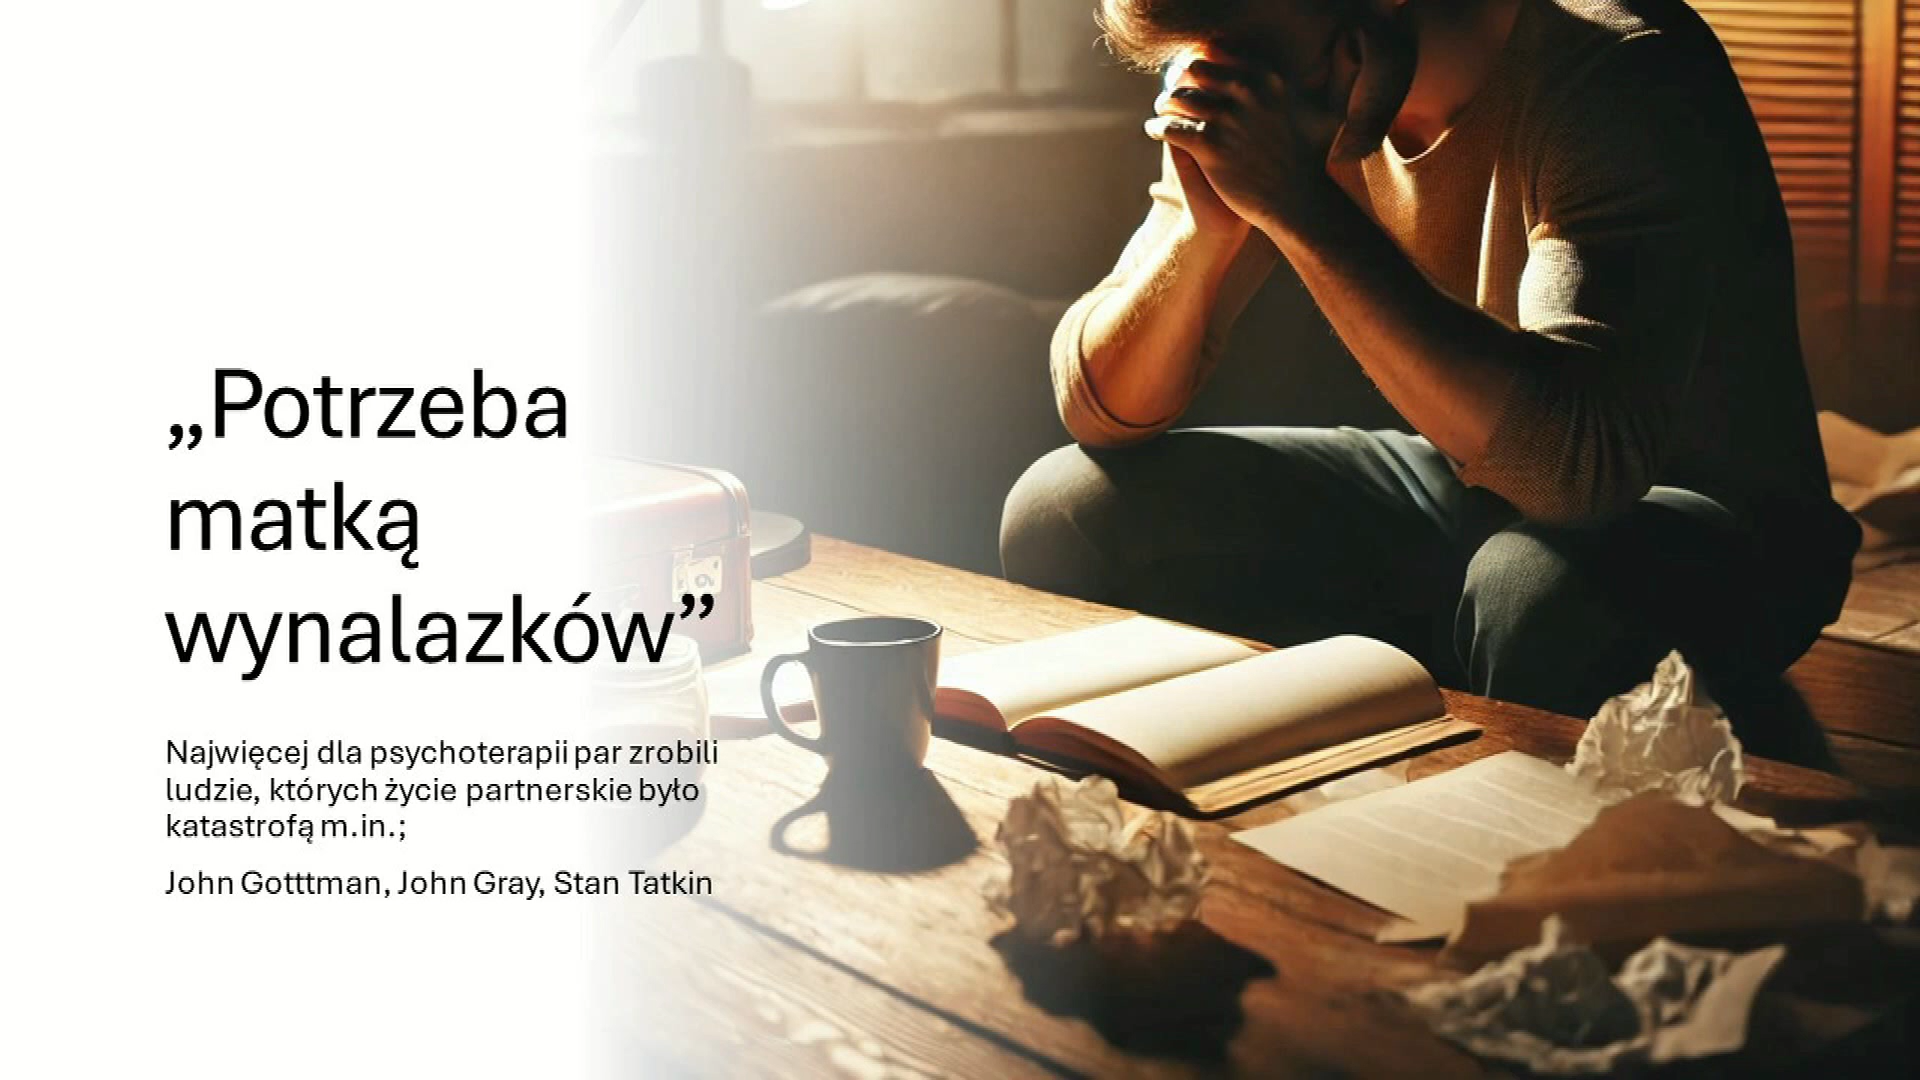 „Potrzeba
matką
wynalazków”
Najwięcej dla psychoterapii par zrobili
ludzie, których życie partnerskie było
katastrofą m.in.;
John Gotttman, John Gray, Stan Tatkin